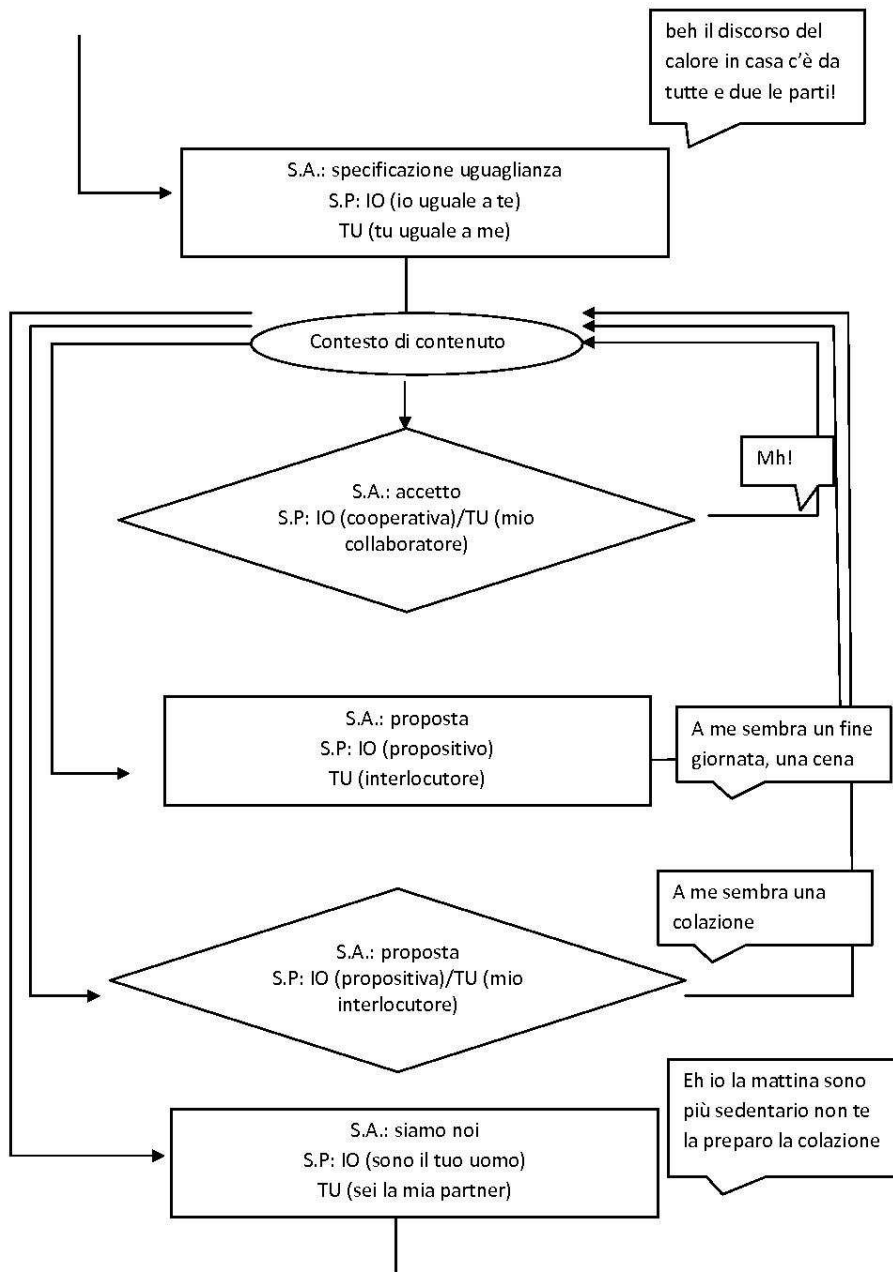 beh il discorso del
calore in casa c'è da
tutte e due le parti!
S.A.: specificazione uguaglianza
S.P: IO (io uguale a te)
TU (tu uguale a me)
Contesto di contenuto
Mh!
S.A.: accetto
S.P: IO (cooperativa)/TU (mio
collaboratore)
S.A.: proposta
S.P: IO (propositivo)
TU (interlocutore)
A me sembra un fine
giornata, una cena
A me sembra una
colazione
S.A.: proposta
S.P: IO (propositiva)/TU (mio
interlocutore)
Eh io la mattina sono
più sedentario non te
la preparo la colazione
S.A.: siamo noi
S.P: IO (sono il tuo uomo)
TU (sei la mia partner)